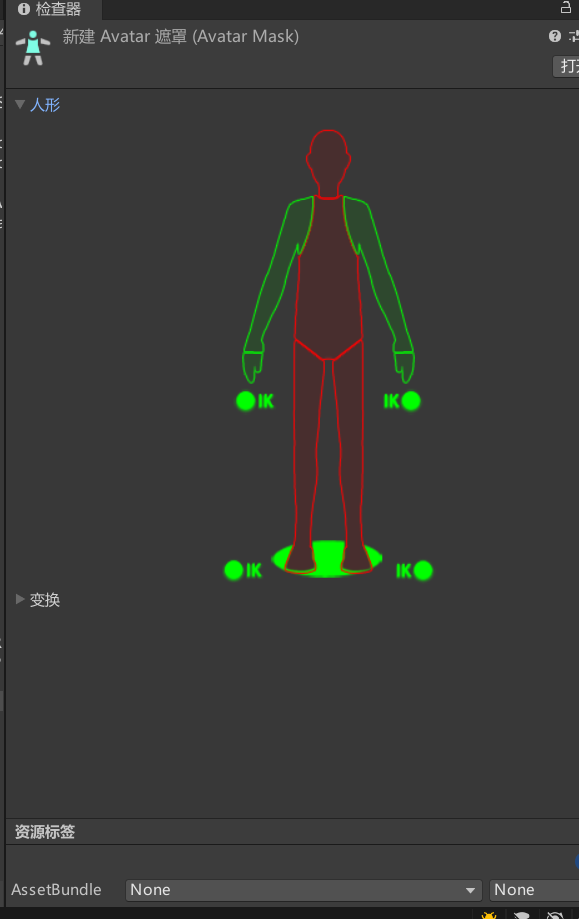 检查器
新建 Avatar 遮罩 (Avatar Mask)
人形
IK IK
IK IK
变换
资源标签
AssetBundle None None